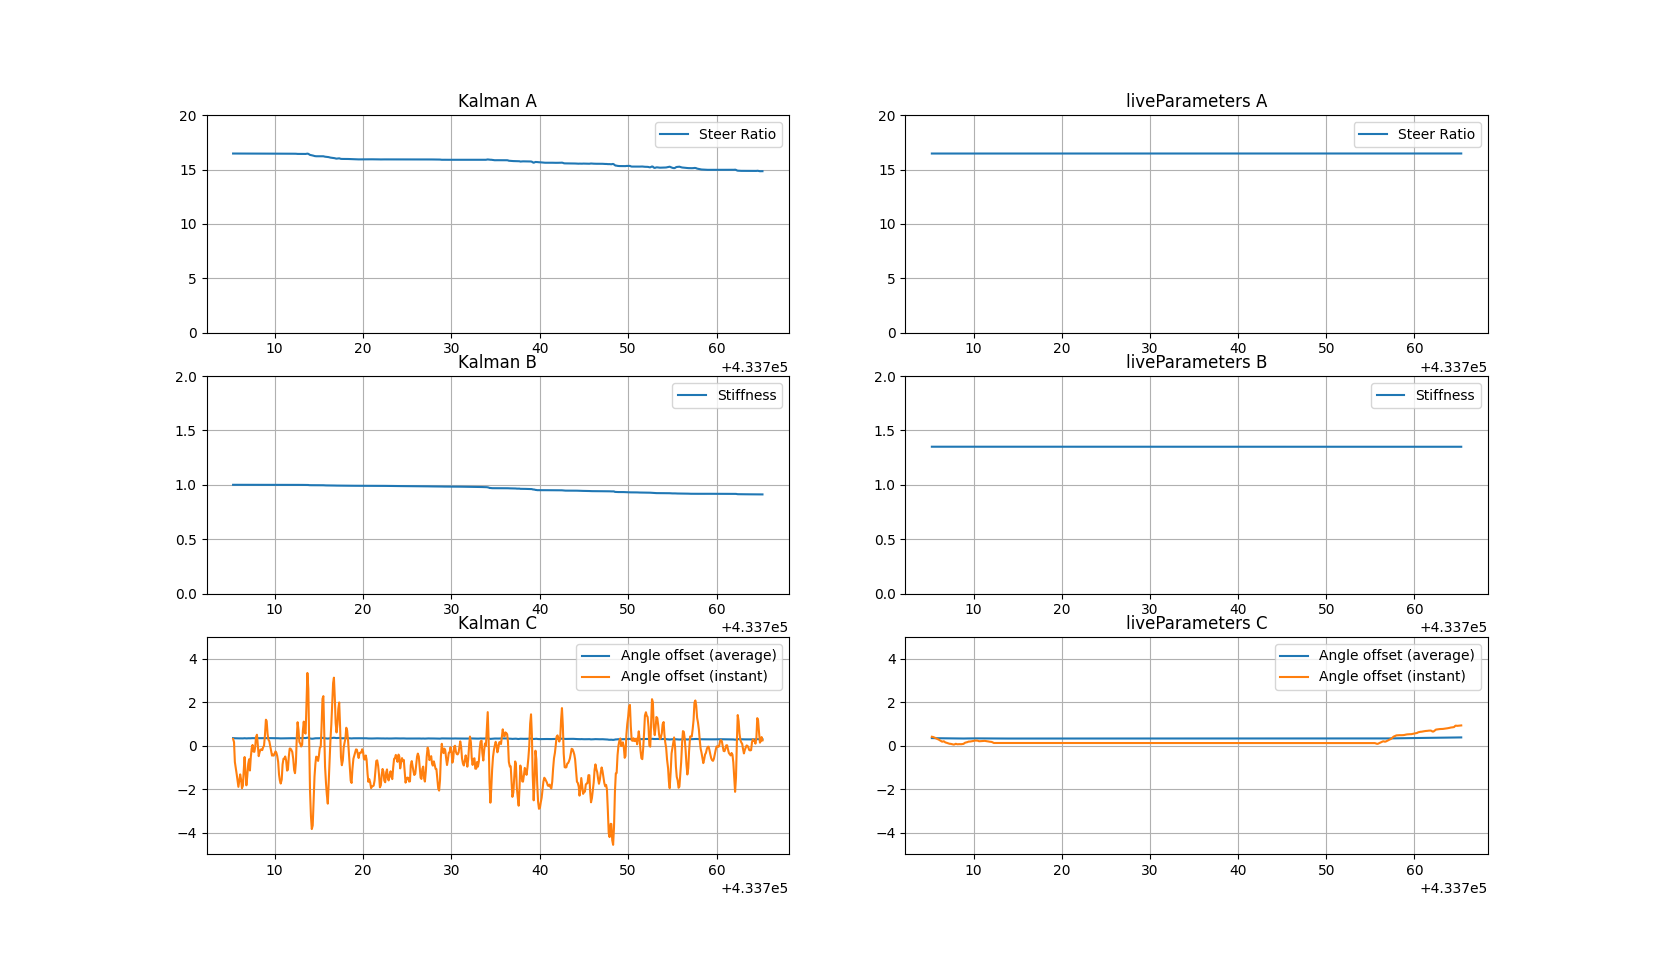 Kalman A
20
15
10
5
0
Steer Ratio
10 20 30 40 50 60
+4.337e5
liveParameters A
20
15
10
5
0
Steer Ratio
10 20 30 40 50 60
+4.337e5
Kalman B
2.0
1.5
1.0
0.5
0.0
Stiffness
10 20 30 40 50 60
+4.337e5
liveParameters B
2.0
1.5
1.0
0.5
0.0
Stiffness
10 20 30 40 50 60
+4.337e5
Kalman C
4
2
0
−2
−4
Angle offset (average)
Angle offset (instant)
10 20 30 40 50 60
+4.337e5
liveParameters C
4
2
0
−2
−4
Angle offset (average)
Angle offset (instant)
10 20 30 40 50 60
+4.337e5